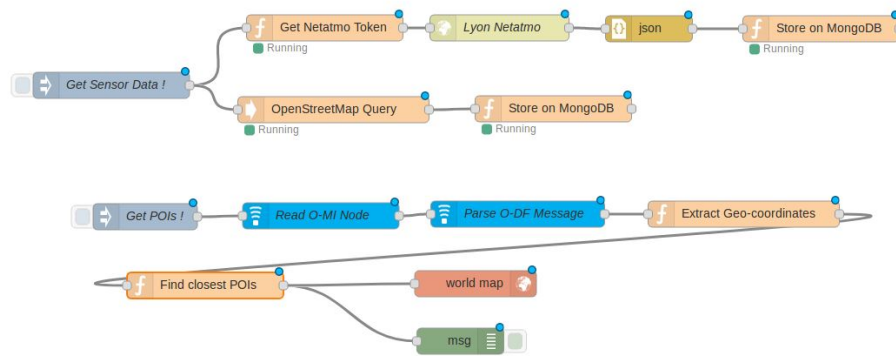 Get Netatmo Token
Lyon Netatmo
json
Store on MongoDB
Running
Running
Get Sensor Data !
OpenStreetMap Query
Store on MongoDB
Running
Running
Get POIs !
Read O-MI Node
Parse O-DF Message
Extract Geo-coordinates
Find closest POIs
world map
msg